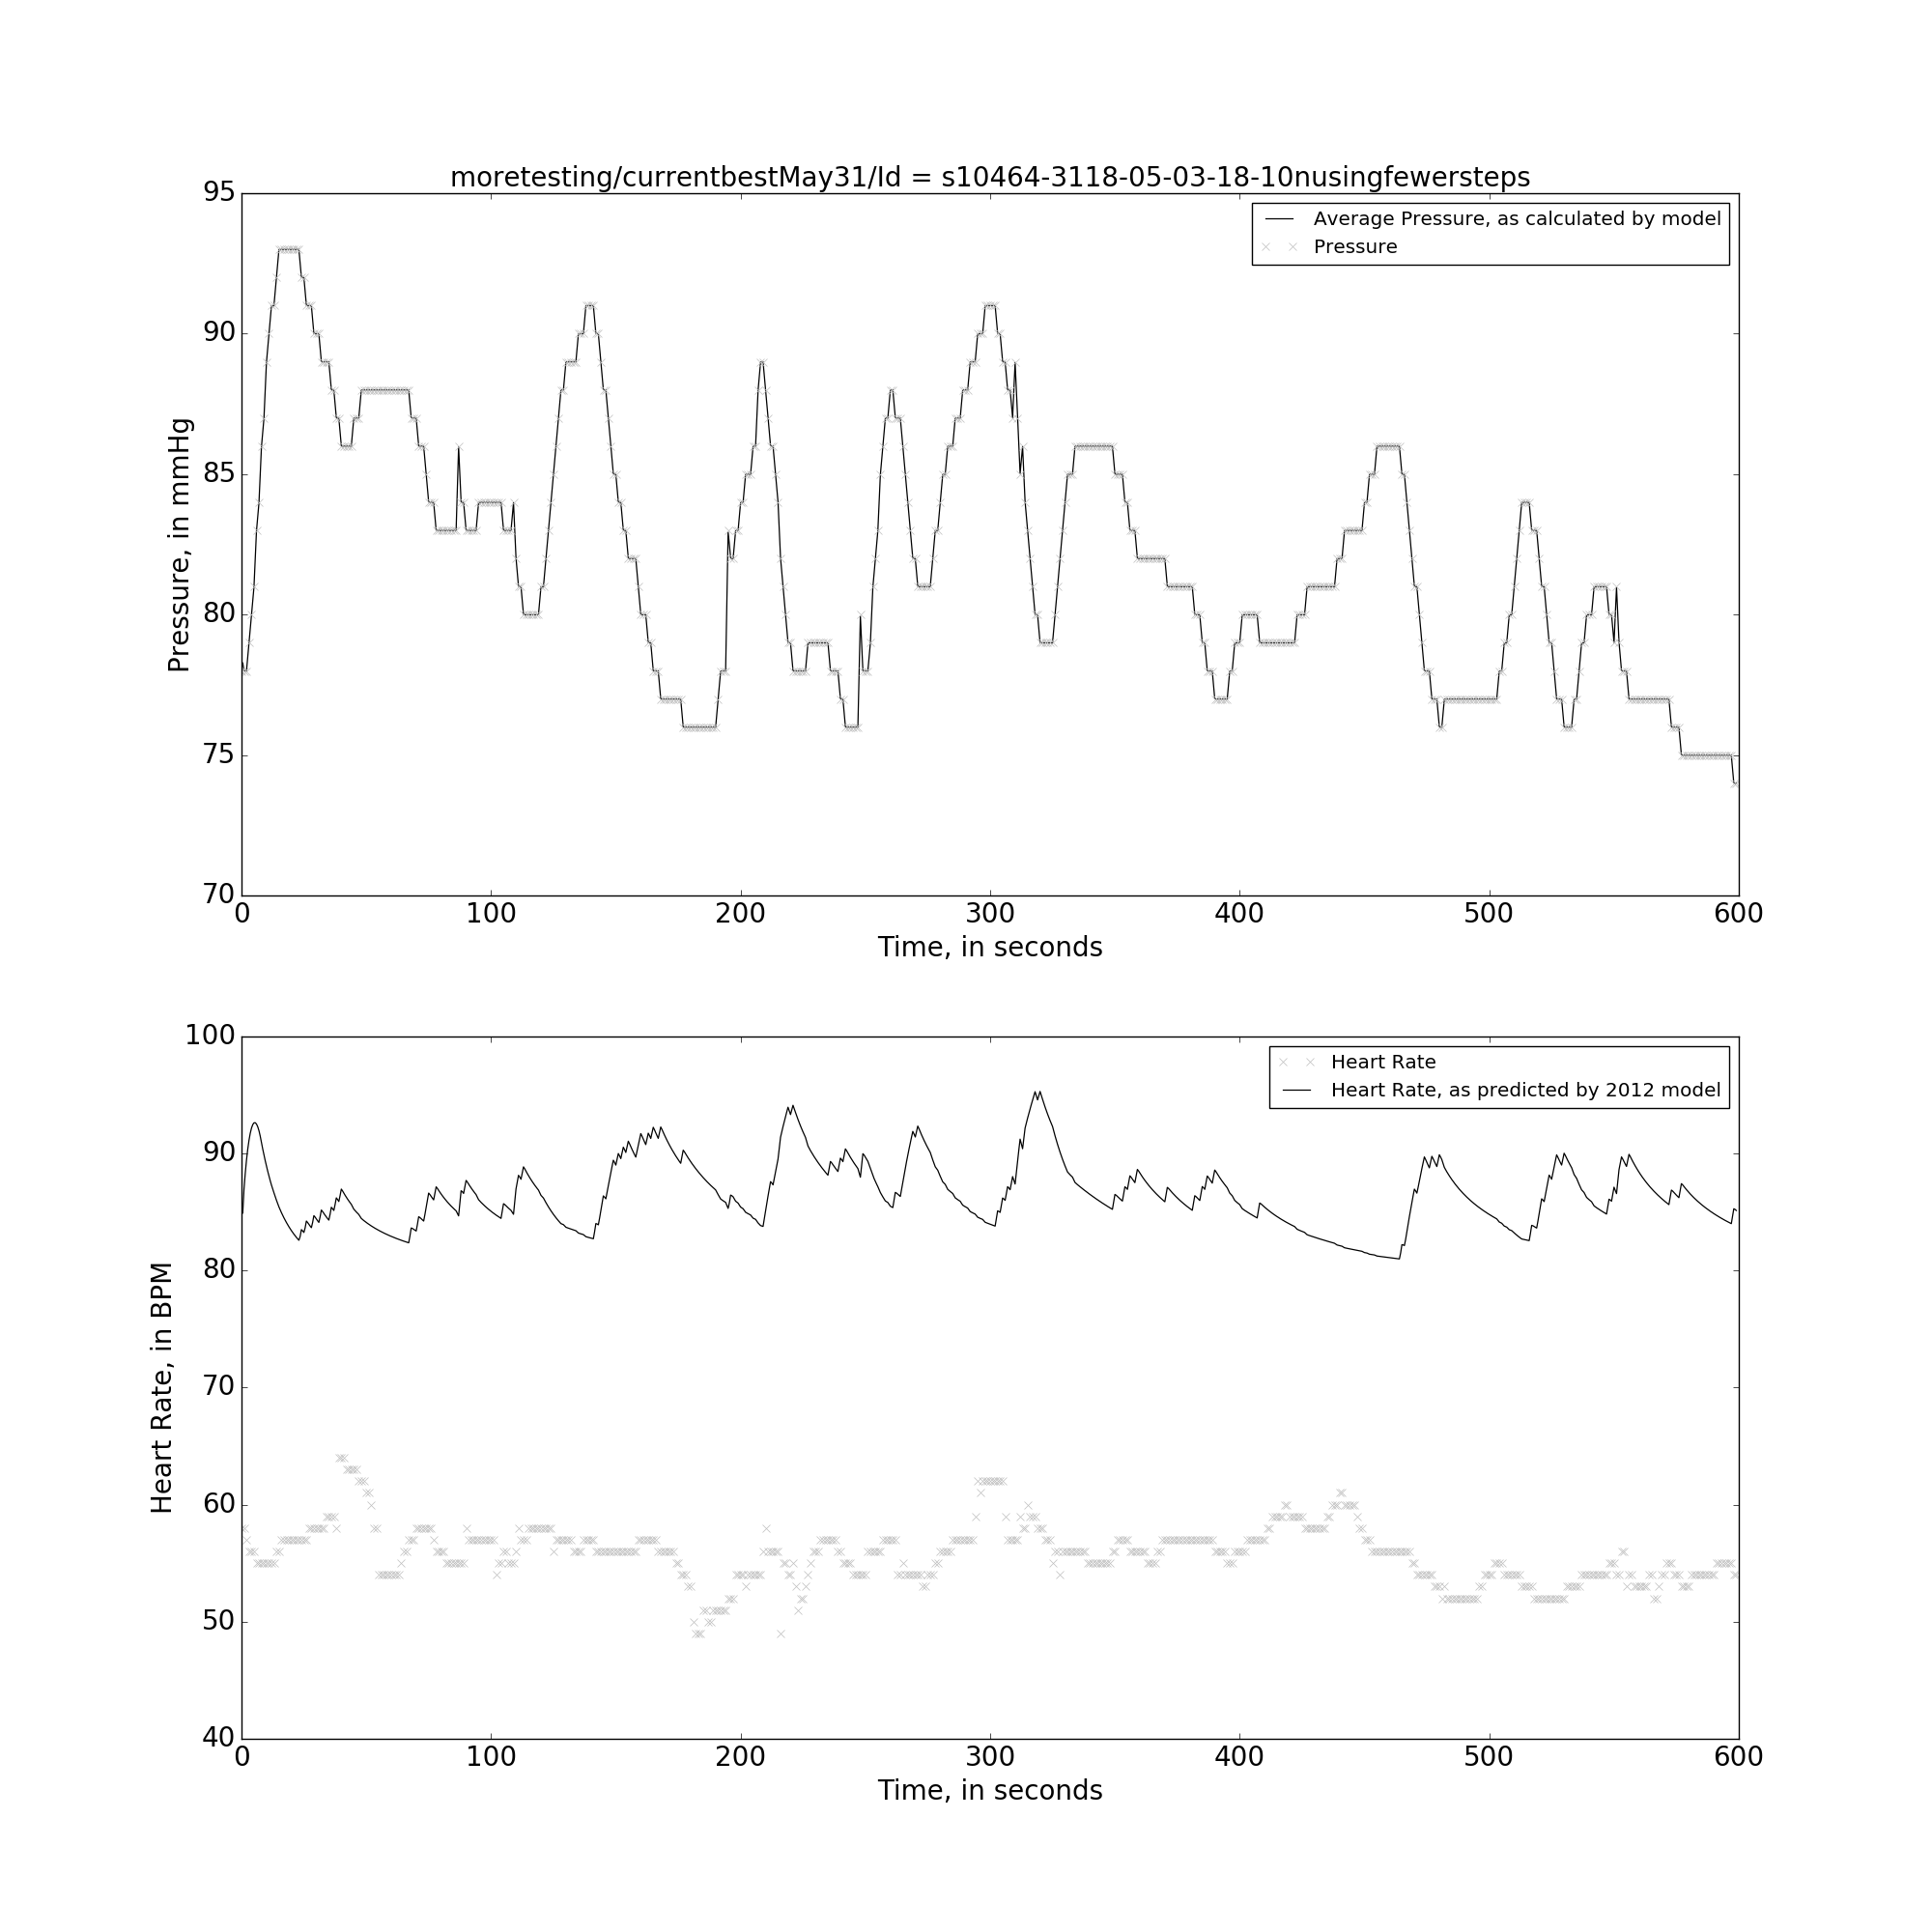 moretesting/currentbestMay31/Id = s10464-3118-05-03-18-10nusingfewersteps
95
90
85
80
75
70
Pressure, in mmHg
Average Pressure, as calculated by model
Pressure
0 100 200 300 400 500 600
Time, in seconds
100
90
80
70
60
50
40
Heart Rate, in BPM
Heart Rate
Heart Rate, as predicted by 2012 model
0 100 200 300 400 500 600
Time, in seconds